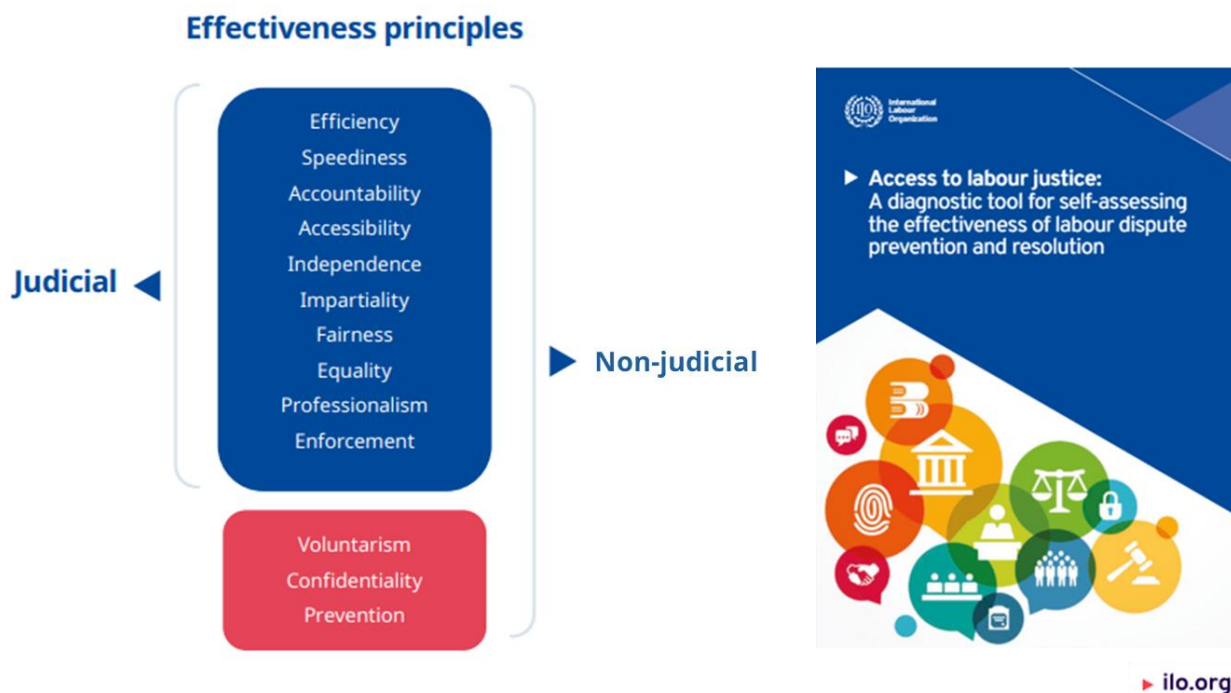 Effectiveness principles
Efficiency
Speediness
Accountability
Accessibility
Independence
Impartiality
Fairness
Equality
Professionalism
Enforcement
Judicial
Non-judicial
Voluntarism
Confidentiality
Prevention
International
Labour
Organization
Access to labour justice:
A diagnostic tool for self-assessing
the effectiveness of labour dispute
prevention and resolution
ilo.org